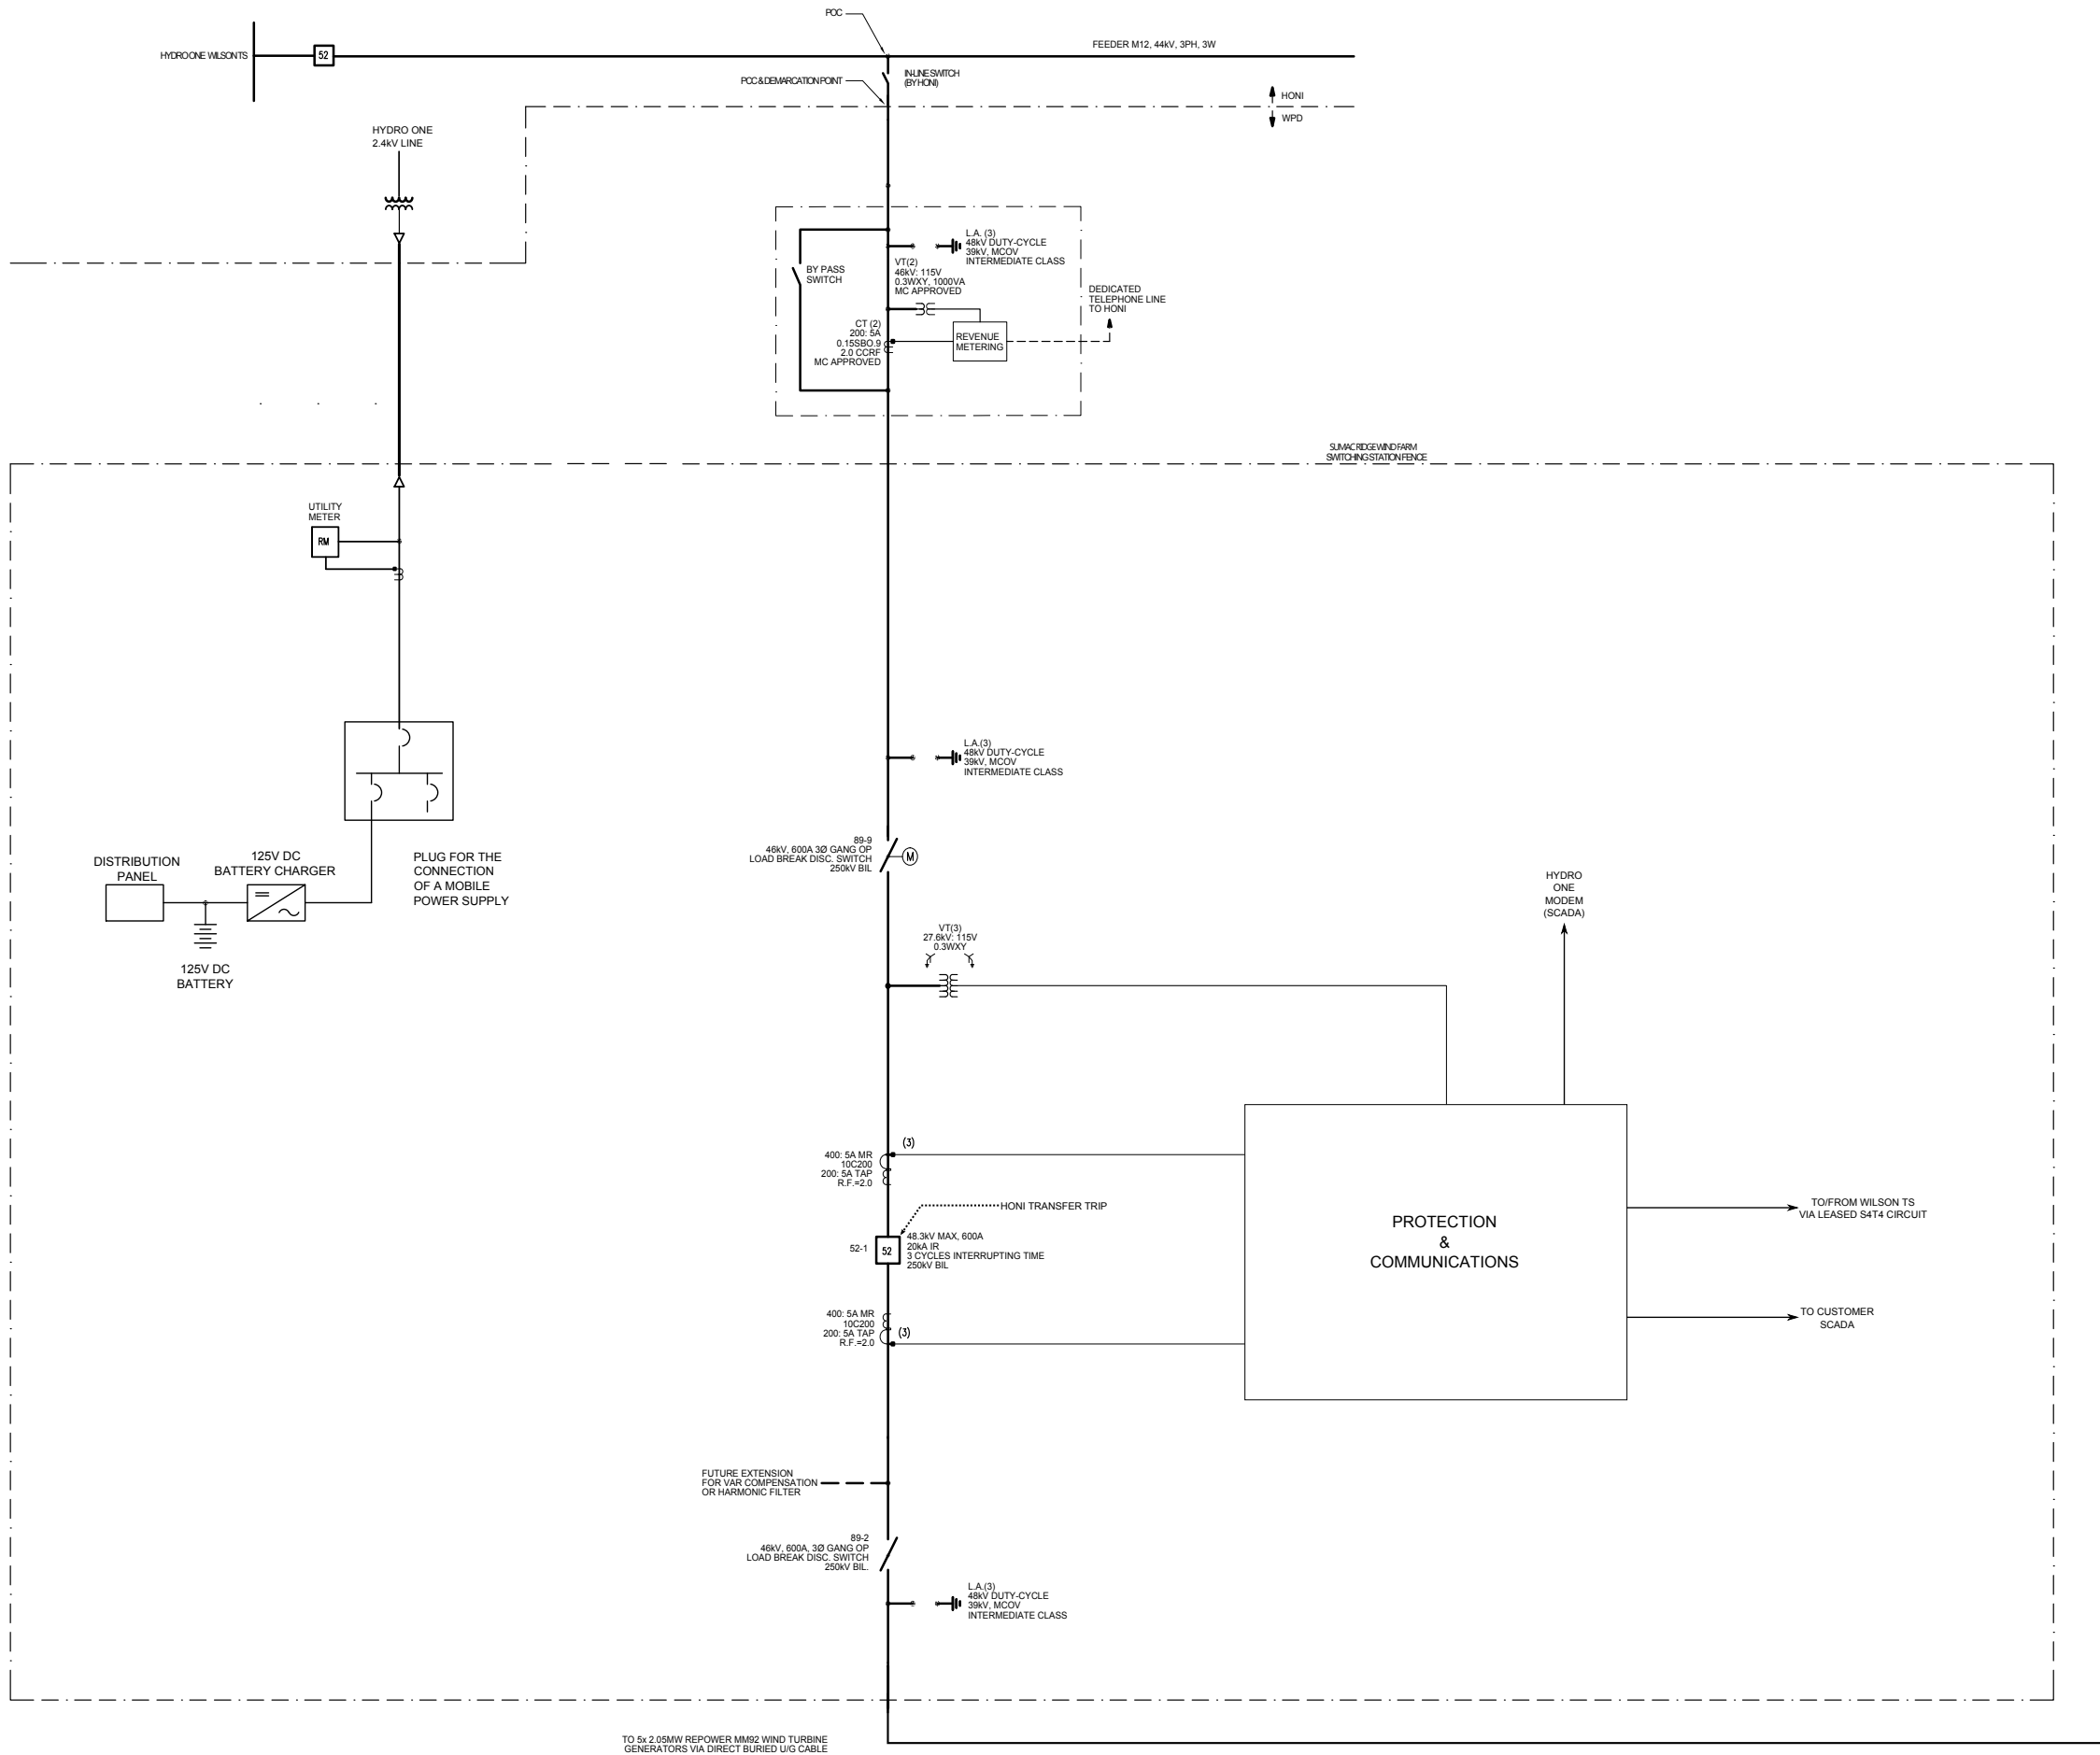 POC
HYDRO ONE WILSON TS
52
FEEDER M12, 44kV, 3PH, 3W
PCC & DEMARCATION POINT
IN-LINE SWITCH
(BY HONI)
HONI
WPD
HYDRO ONE
2.4kV LINE
BY PASS
SWITCH
L.A. (3)
48kV DUTY-CYCLE
39kV, MCOV
INTERMEDIATE CLASS
VT(2)
46kV: 115V
0.3WXY, 1000VA
MC APPROVED
DEDICATED
TELEPHONE LINE
TO HONI
CT (2)
200: 5A
0.15SBO.9
2.0 CCRF
MC APPROVED
REVENUE
METERING
SUMAC RIDGE WIND FARM
SWITCHING STATION FENCE
UTILITY
METER
RM
L.A.(3)
48kV DUTY-CYCLE
39kV, MCOV
INTERMEDIATE CLASS
89-9
46kV, 600A 3Ø GANG OP
LOAD BREAK DISC. SWITCH
250kV BIL
M
DISTRIBUTION
PANEL
125V DC
BATTERY CHARGER
PLUG FOR THE
CONNECTION
OF A MOBILE
POWER SUPPLY
125V DC
BATTERY
HYDRO
ONE
MODEM
(SCADA)
VT(3)
27.6kV: 115V
0.3WXY
400: 5A MR
10C200
200: 5A TAP
R.F.=2.0
(3)
HONI TRANSFER TRIP
52-1
52
48.3kV MAX, 600A
20kA IR
3 CYCLES INTERRUPTING TIME
250kV BIL
400: 5A MR
10C200
200: 5A TAP
R.F.=2.0
(3)
PROTECTION
&
COMMUNICATIONS
TO/FROM WILSON TS
VIA LEASED S4T4 CIRCUIT
TO CUSTOMER
SCADA
FUTURE EXTENSION
FOR VAR COMPENSATION
OR HARMONIC FILTER
89-2
46kV, 600A, 3Ø GANG OP
LOAD BREAK DISC. SWITCH
250kV BIL.
L.A.(3)
48kV DUTY-CYCLE
39kV, MCOV
INTERMEDIATE CLASS
TO 5x 2.05MW REPOWER MM92 WIND TURBINE
GENERATORS VIA DIRECT BURIED U/G CABLE